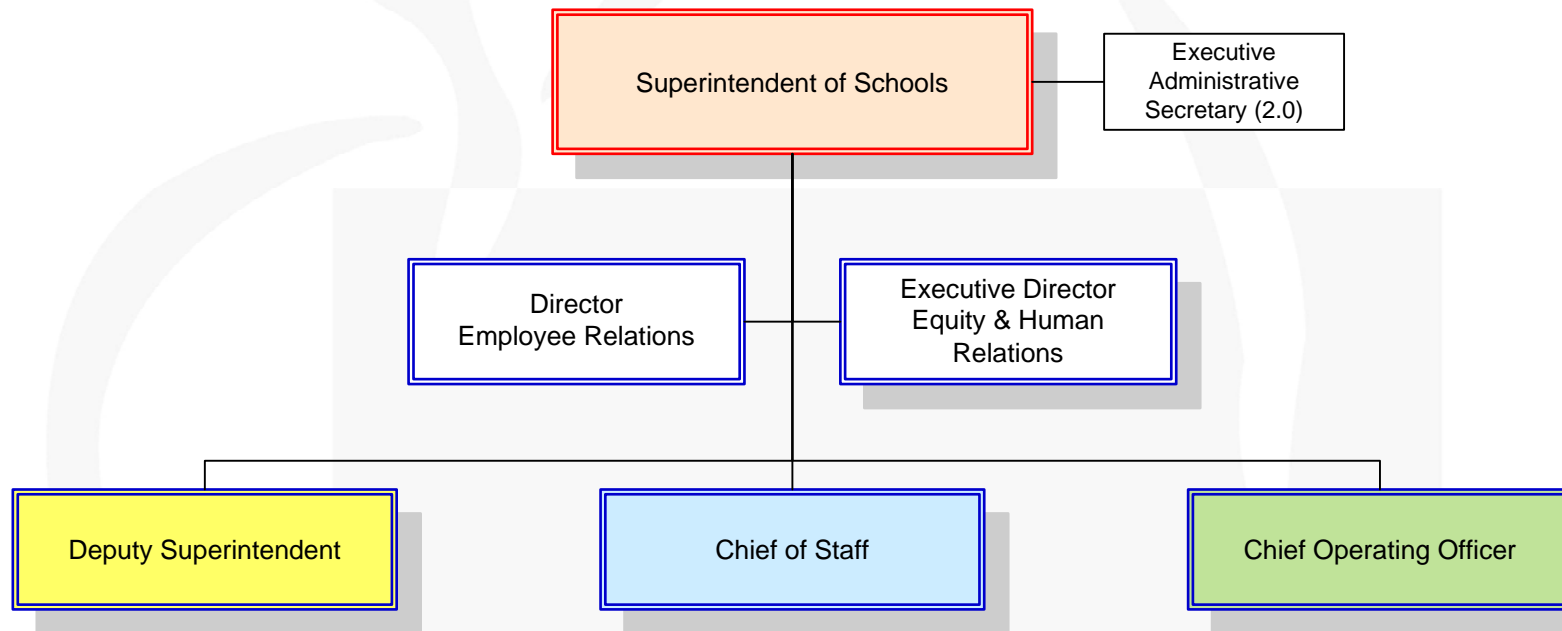 Superintendent of Schools
Executive
Administrative
Secretary (2.0)
Director
Employee Relations
Executive Director
Equity & Human
Relations
Deputy Superintendent
Chief of Staff
Chief Operating Officer